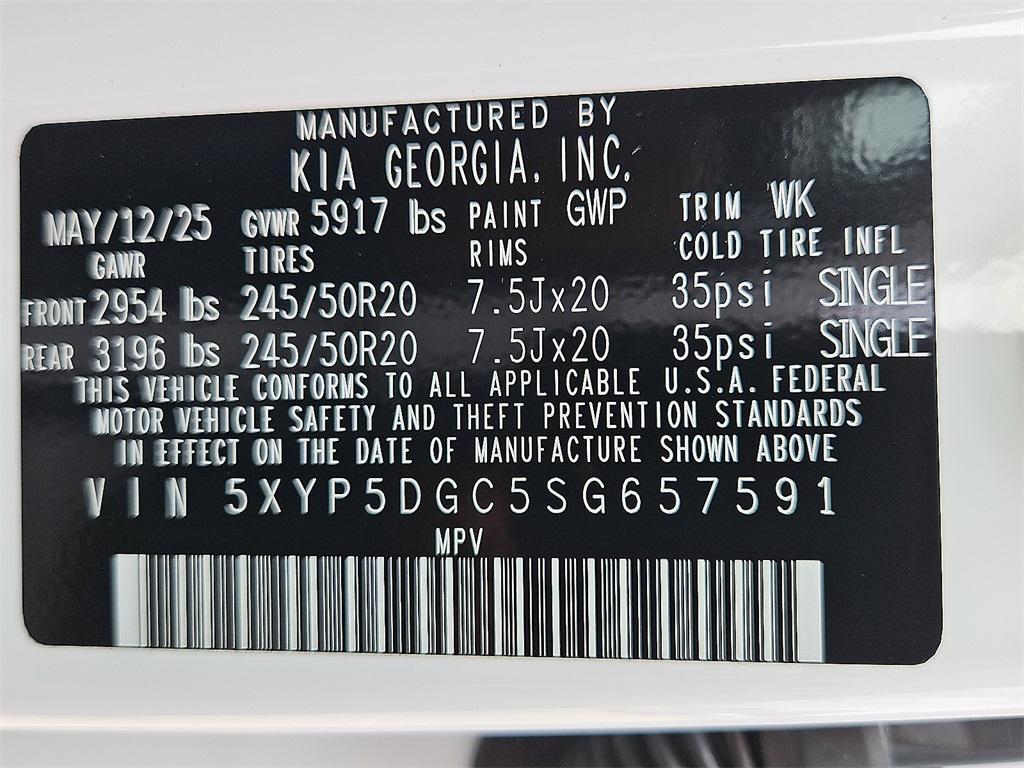 MANUFACTURED BY
KIA GEORGIA, INC.
MAY/12/25 GVWR 5917 lbs PAINT GWP TRIM WK
GAWR TIRES RIMS COLD TIRE INFL
FRONT 2954 lbs 245/50R20 7.5Jx20 35psi SINGLE
REAR 3196 lbs 245/50R20 7.5Jx20 35psi SINGLE
THIS VEHICLE CONFORMS TO ALL APPLICABLE U.S.A. FEDERAL
MOTOR VEHICLE SAFETY AND THEFT PREVENTION STANDARDS
IN EFFECT ON THE DATE OF MANUFACTURE SHOWN ABOVE
VIN 5XYP5DGC5SG657591
MPV